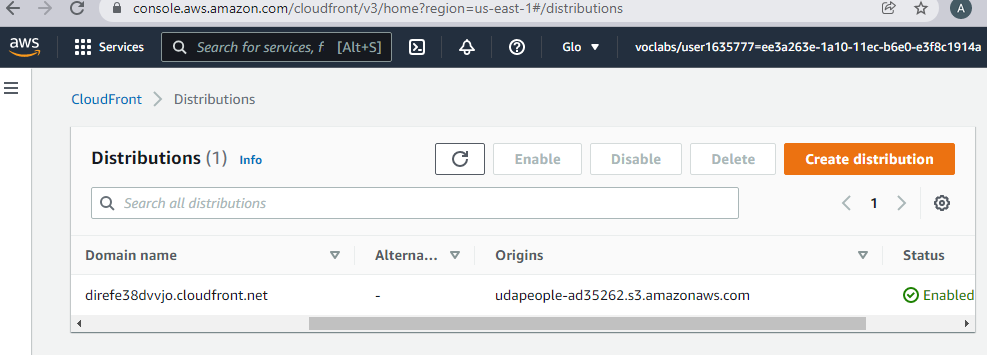 console.aws.amazon.com/cloudfront/v3/home?region=us-east-1#/distributions
A
aws Services Search for services, f [Alt+S] Glo voclabs/user1635777=ee3a263e-1a10-11ec-b6e0-e3f8c1914a
CloudFront Distributions
Distributions (1) Info Enable Disable Delete Create distribution
Search all distributions 1
Domain name Alterna... Origins Status
direfe38dvvjo.cloudfront.net - udapeople-ad35262.s3.amazonaws.com Enabled